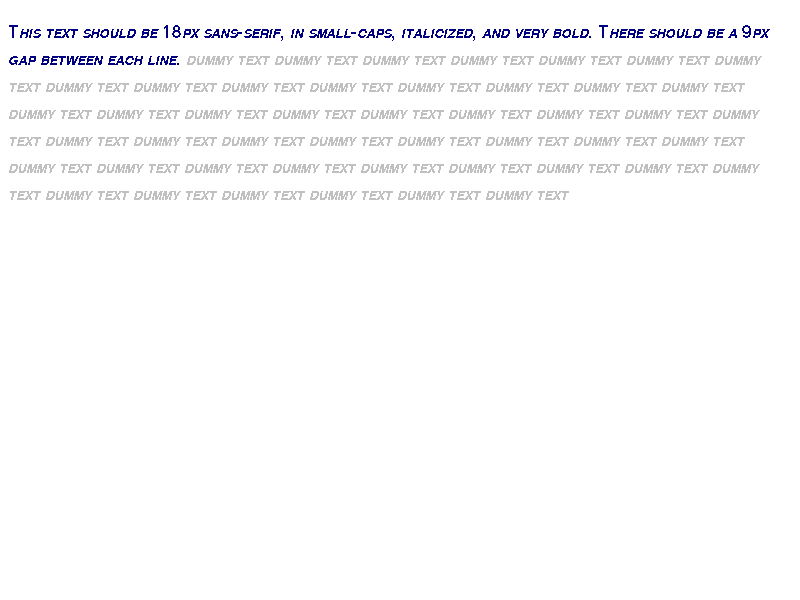 This text should be 18px sans-serif, in small-caps, italicized, and very bold. There should be a 9px
gap between each line. dummy text dummy text dummy text dummy text dummy text dummy text dummy
text dummy text dummy text dummy text dummy text dummy text dummy text dummy text dummy text
dummy text dummy text dummy text dummy text dummy text dummy text dummy text dummy text dummy
text dummy text dummy text dummy text dummy text dummy text dummy text dummy text dummy text
dummy text dummy text dummy text dummy text dummy text dummy text dummy text dummy text dummy
text dummy text dummy text dummy text dummy text dummy text dummy text